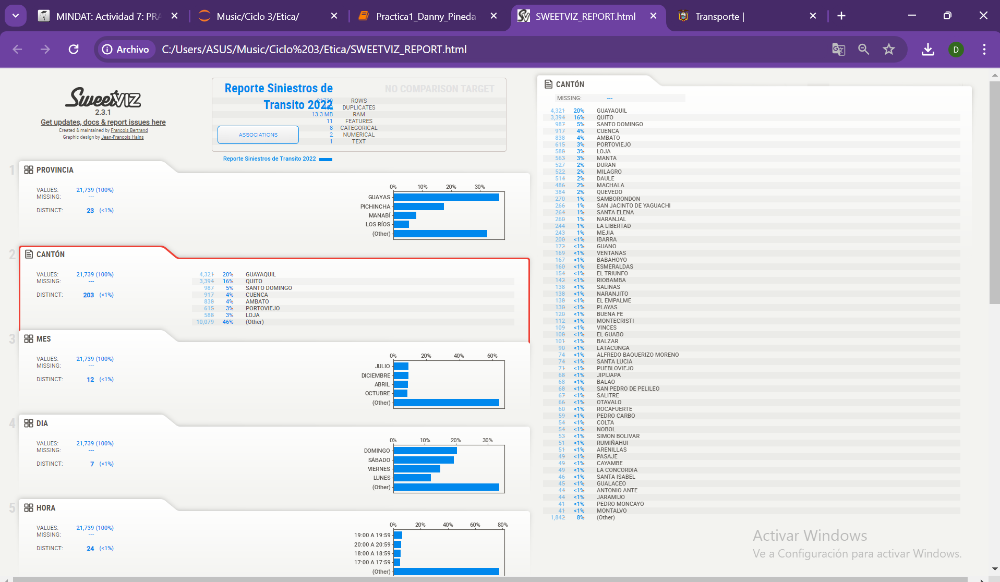 MINDAT: Actividad 7: PRA
Music/Ciclo 3/Etica/
Practica1_Danny_Pineda
SWEETVIZ_REPORT.html
Transporte |
Archivo
C:/Users/ASUS/Music/Ciclo%203/Etica/SWEETVIZ_REPORT.html
D
SweetVIZ
2.3.1
Get updates, docs & report issues here
Created & maintained by Francois Bertrand
Graphic design by Jean-Francois Hains
Reporte Siniestros de
Transito 2022
NO COMPARISON TARGET
ROWS
DUPLICATES
13.3 MB RAM
11 FEATURES
8 CATEGORICAL
2 NUMERICAL
1 TEXT
ASSOCIATIONS
Reporte Siniestros de Transito 2022
1 PROVINCIA
VALUES: 21,739 (100%)
MISSING: ---
DISTINCT: 23 (<1%)
0% 10% 20% 30%
GUAYAS
PICHINCHA
MANABÍ
LOS RÍOS
(Other)
2 CANTÓN
VALUES: 21,739 (100%)
MISSING: ---
DISTINCT: 203 (<1%)
4,321 20% GUAYAQUIL
3,394 16% QUITO
987 5% SANTO DOMINGO
917 4% CUENCA
838 4% AMBATO
615 3% PORTOVIEJO
588 3% LOJA
10,079 46% (Other)
3 MES
VALUES: 21,739 (100%)
MISSING: ---
DISTINCT: 12 (<1%)
0% 20% 40% 60%
JULIO
DICIEMBRE
ABRIL
OCTUBRE
(Other)
4 DIA
VALUES: 21,739 (100%)
MISSING: ---
DISTINCT: 7 (<1%)
0% 10% 20% 30%
DOMINGO
SÁBADO
VIERNES
LUNES
(Other)
5 HORA
VALUES: 21,739 (100%)
MISSING: ---
DISTINCT: 24 (<1%)
0% 20% 40% 60% 80%
19:00 A 19:59
20:00 A 20:59
18:00 A 18:59
17:00 A 17:59
(Other)
CANTÓN
MISSING: ---
4,321 20% GUAYAQUIL
3,394 16% QUITO
987 5% SANTO DOMINGO
917 4% CUENCA
838 4% AMBATO
615 3% PORTOVIEJO
588 3% LOJA
563 3% MANTA
527 2% DURAN
522 2% MILAGRO
514 2% DAULE
486 2% MACHALA
384 2% QUEVEDO
270 1% SAMBORONDON
266 1% SAN JACINTO DE YAGUACHI
264 1% SANTA ELENA
260 1% NARANJAL
244 1% LA LIBERTAD
243 1% MEJIA
200 <1% IBARRA
172 <1% GUANO
169 <1% VENTANAS
167 <1% BABAHOYO
160 <1% ESMERALDAS
154 <1% EL TRIUNFO
142 <1% RIOBAMBA
138 <1% SALINAS
138 <1% NARANJITO
138 <1% EL EMPALME
130 <1% PLAYAS
120 <1% BUENA FE
112 <1% MONTECRISTI
109 <1% VINCES
108 <1% EL GUABO
101 <1% BALZAR
90 <1% LATACUNGA
74 <1% ALFREDO BAQUERIZO MORENO
74 <1% SANTA LUCIA
71 <1% PUEBLOVIEJO
68 <1% JIPIJAPA
68 <1% BALAO
68 <1% SAN PEDRO DE PELILEO
67 <1% SALITRE
66 <1% OTAVALO
60 <1% ROCAFUERTE
59 <1% PEDRO CARBO
54 <1% COLTA
54 <1% NOBOL
53 <1% SIMON BOLIVAR
51 <1% RUMIÑAHUI
51 <1% ARENILLAS
49 <1% PASAJE
49 <1% CAYAMBE
49 <1% LA CONCORDIA
46 <1% SANTA ISABEL
45 <1% GUALACEO
44 <1% ANTONIO ANTE
44 <1% JARAMIJO
41 <1% PEDRO MONCAYO
41 <1% MONTALVO
1,842 8% (Other)
Activar Windows
Ve a Configuración para activar Windows.